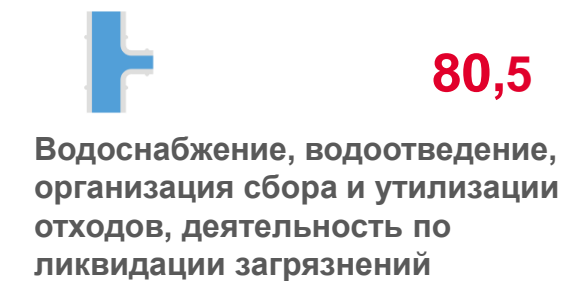 80,5
Водоснабжение, водоотведение,
организация сбора и утилизации
отходов, деятельность по
ликвидации загрязнений